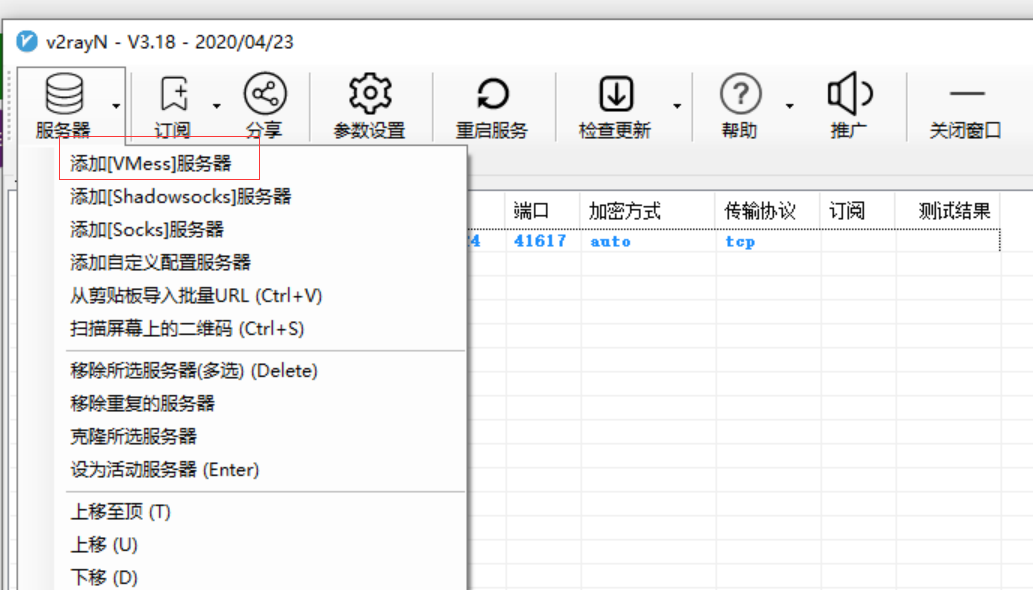 v2rayN - V3.18 - 2020/04/23
服务器 订阅 分享 参数设置 重启服务 检查更新 帮助 推广 关闭窗口
添加[VMess]服务器
添加[Shadowsocks]服务器
添加[Socks]服务器
添加自定义配置服务器
从剪贴板导入批量URL (Ctrl+V)
扫描屏幕上的二维码 (Ctrl+S)
移除所选服务器(多选) (Delete)
移除重复的服务器
克隆所选服务器
设为活动服务器 (Enter)
上移至顶 (T)
上移 (U)
下移 (D)
端口 加密方式 传输协议 订阅 测试结果
41617 auto tcp